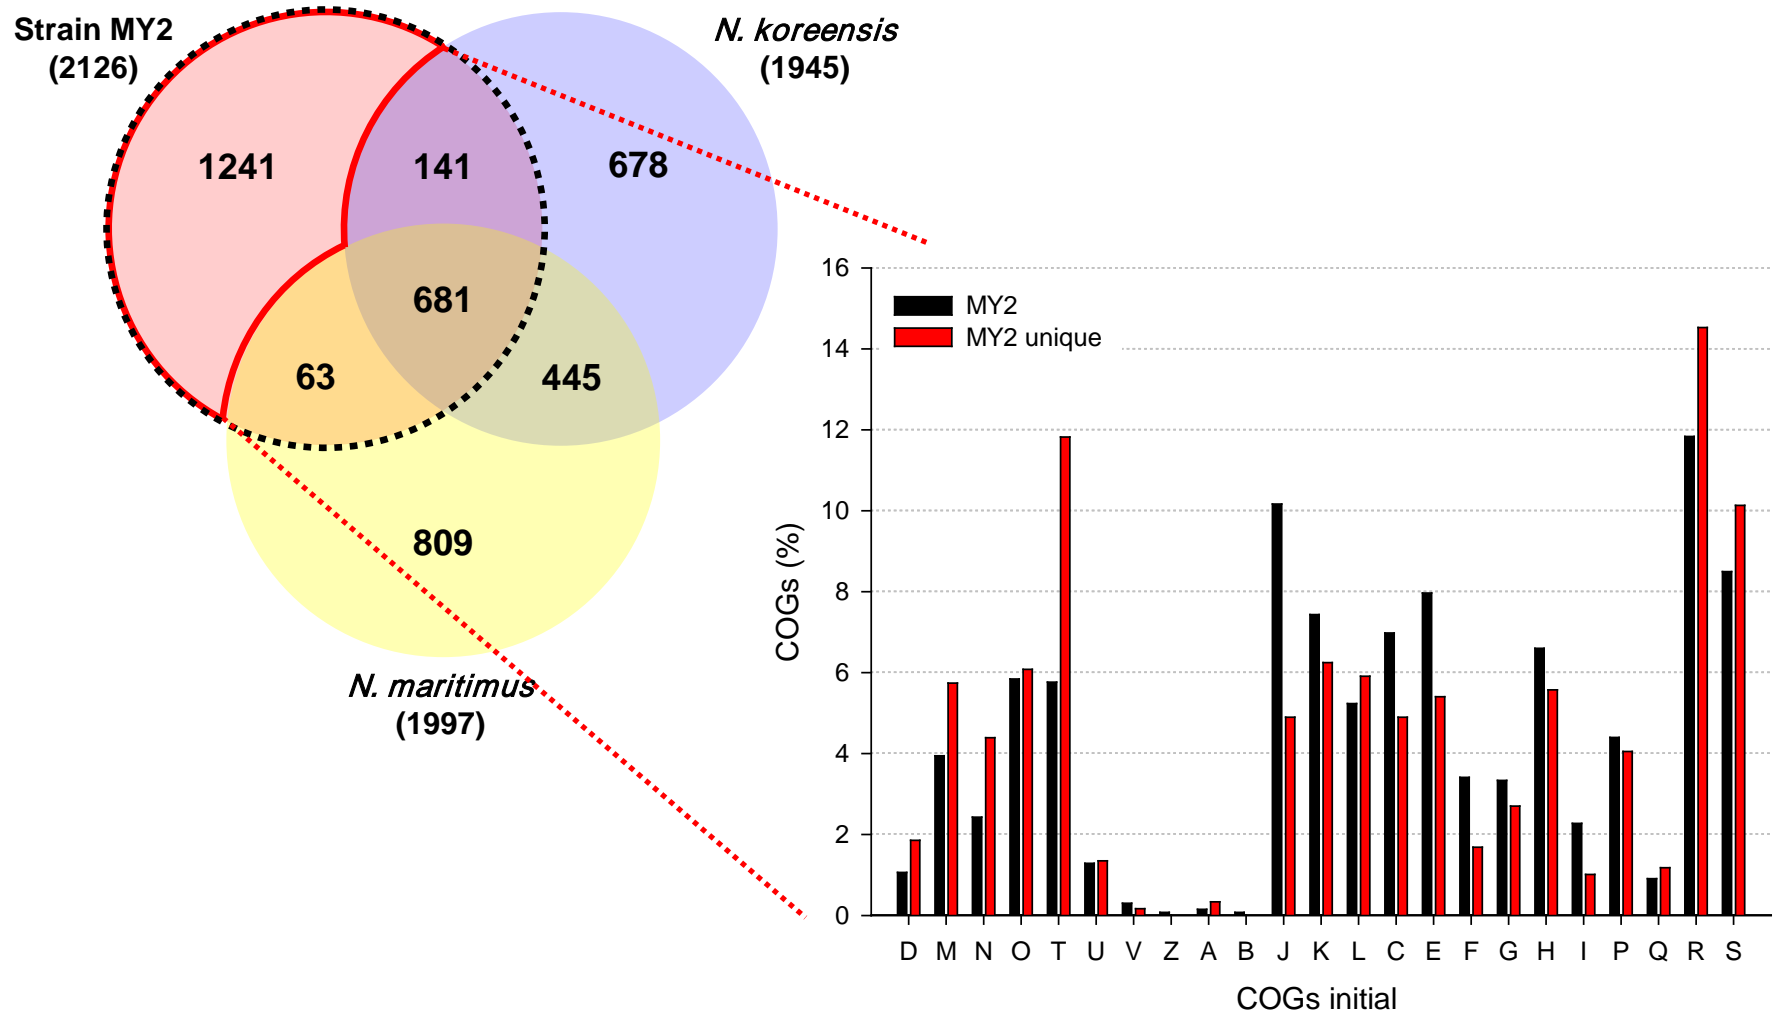 Strain MY2
(2126)
N. koreensis
(1945)
1241
141
678
681
63
445
809
N. maritimus
(1997)
16
14
12
10
8
6
4
2
0
COGs (%)
MY2
MY2 unique
D M N O T U V Z A B J K L C E F G H I P Q R S
COGs initial